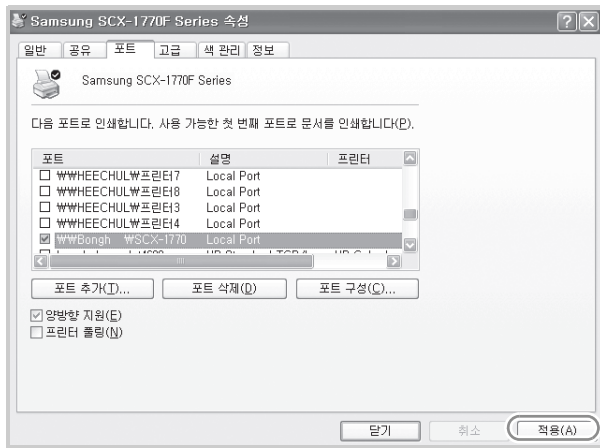 Samsung SCX-1770F Series 속성
일반 공유 포트 고급 색 관리 정보
Samsung SCX-1770F Series
다음 포트로 인쇄합니다. 사용 가능한 첫 번째 포트로 문서를 인쇄합니다(P).
포트 설명 프린터
₩₩HEECHUL₩프린터7 Local Port
₩₩HEECHUL₩프린터8 Local Port
₩₩HEECHUL₩프린터3 Local Port
₩₩HEECHUL₩프린터4 Local Port
₩₩Bongh ₩SCX-1770 Local Port
포트 추가(T)... 포트 삭제(D) 포트 구성(C)...
양방향 지원(E)
프린터 풀링(N)
닫기 취소 적용(A)